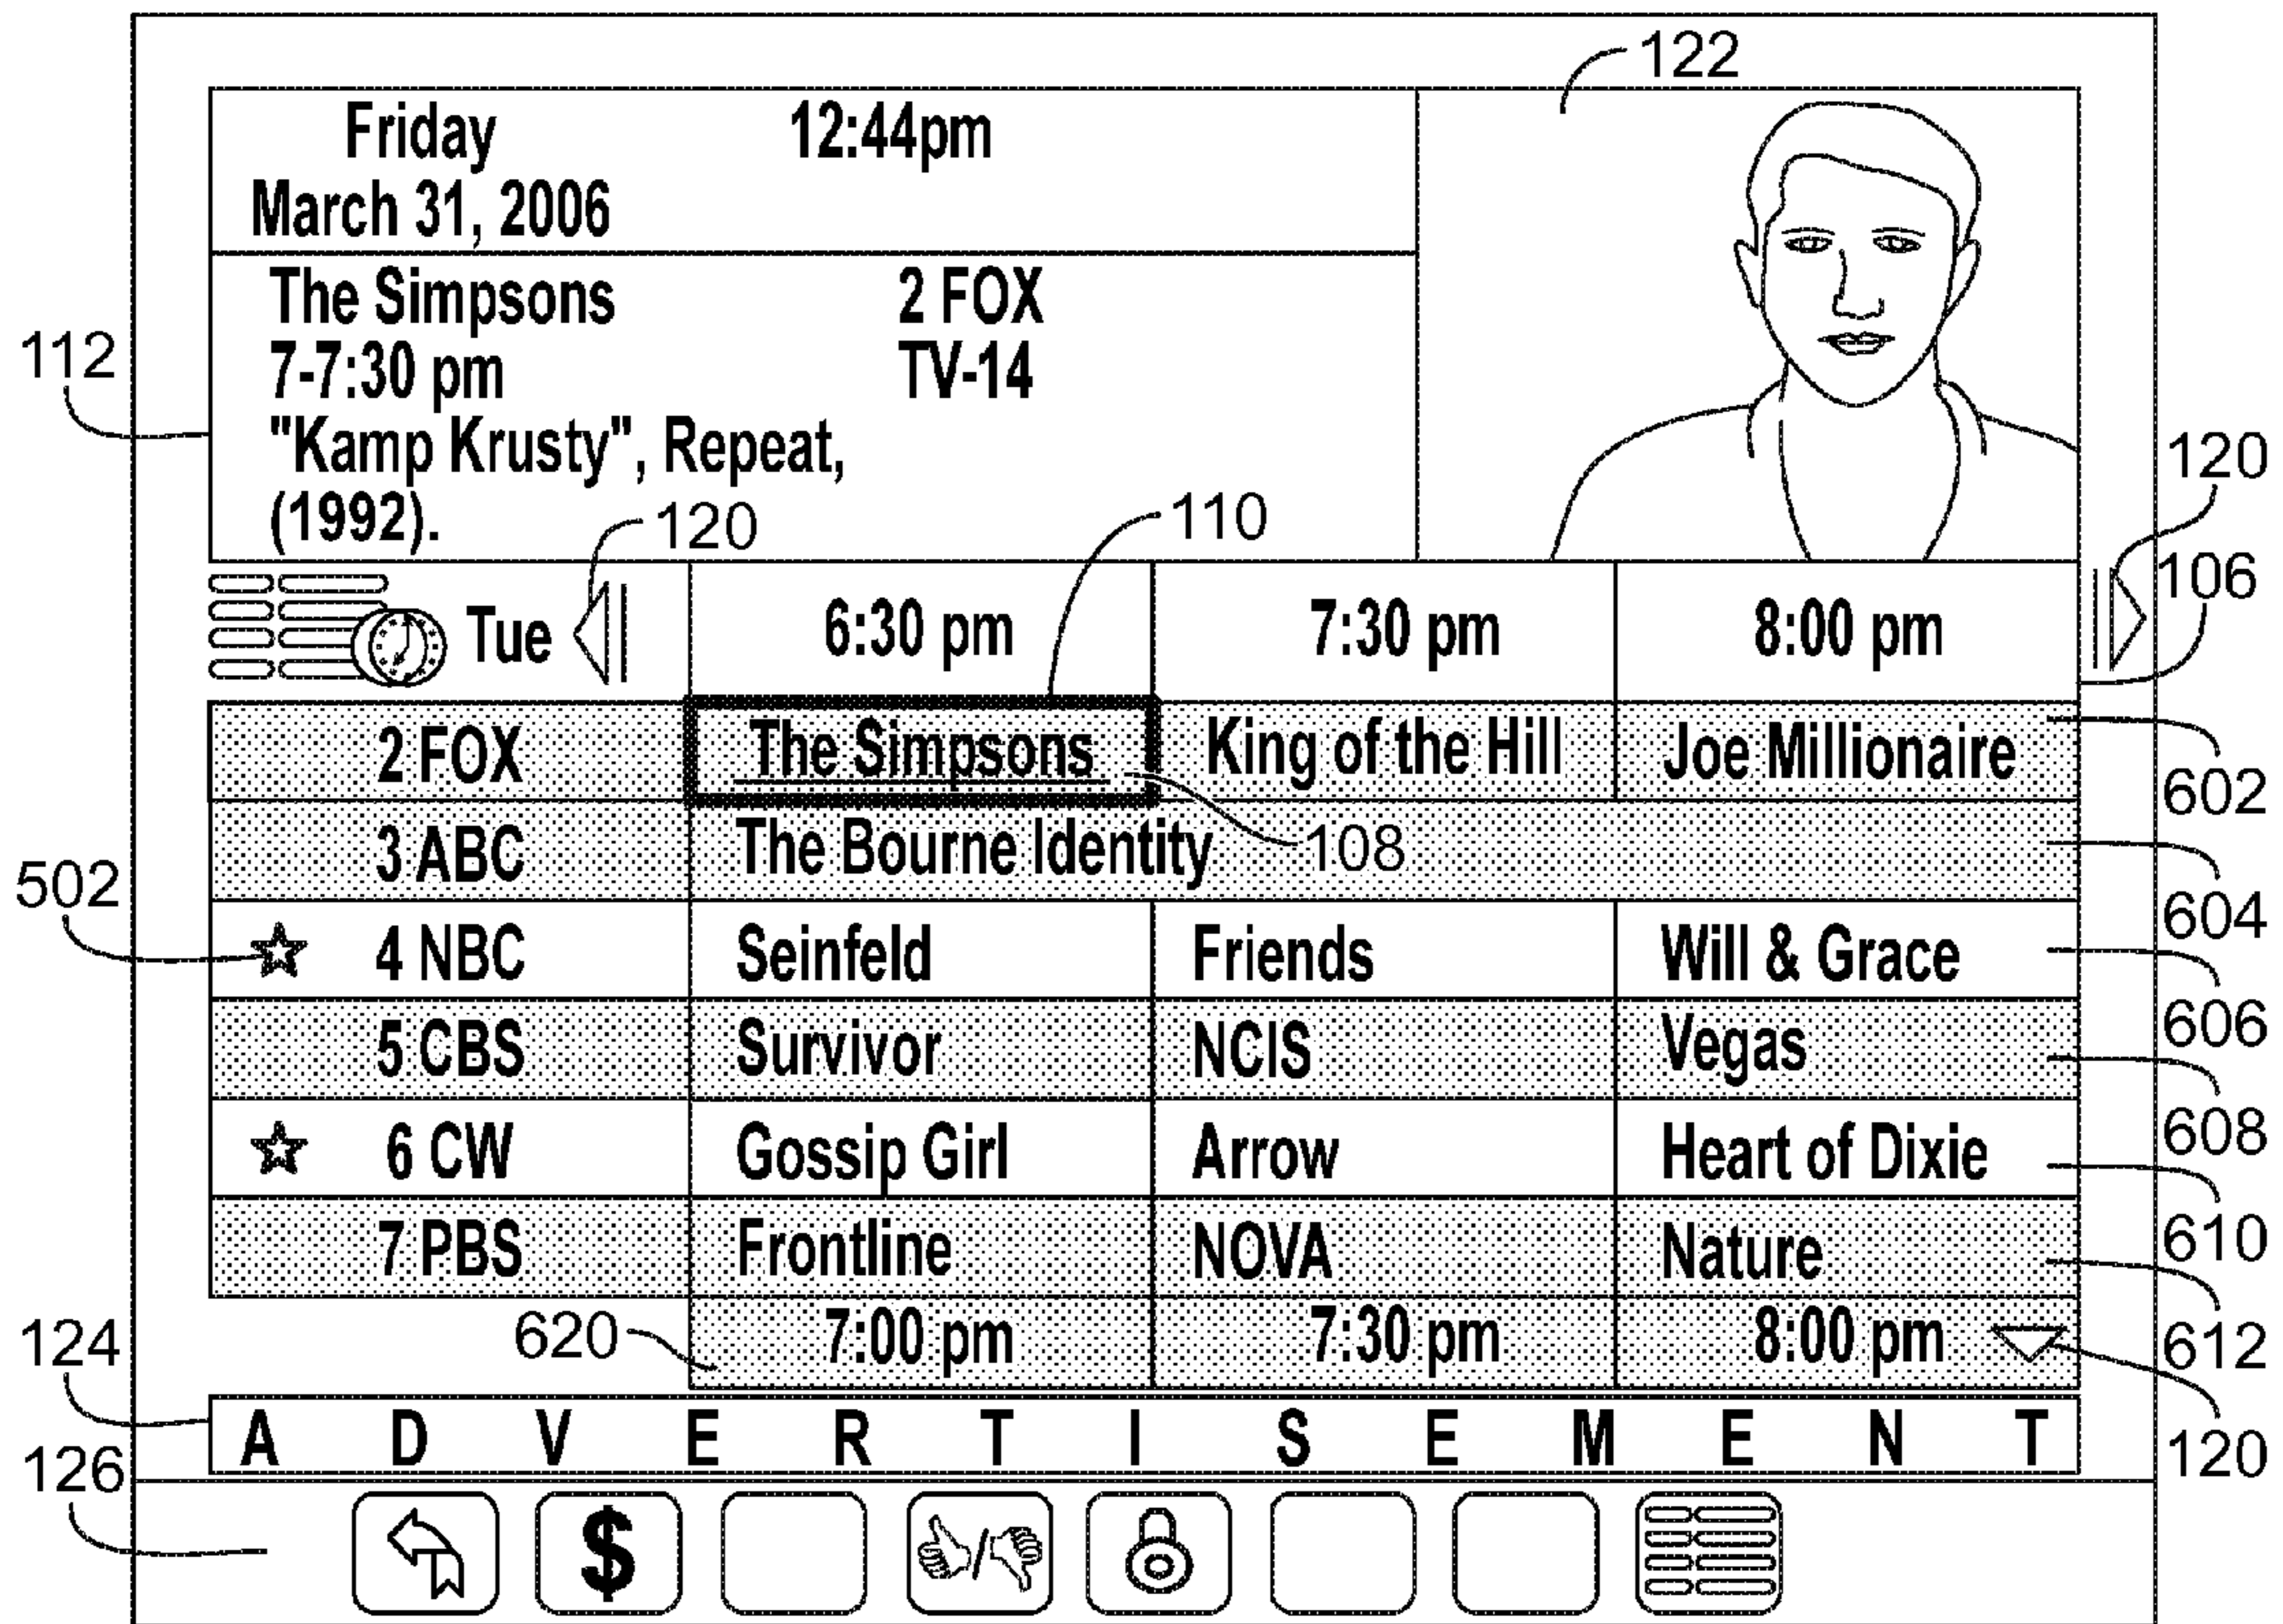 122
Friday 12:44pm
March 31, 2006
The Simpsons 2 FOX
112
7-7:30 pm TV-14
"Kamp Krusty", Repeat,
120
(1992).
120
110
106
Tue 6:30 pm 7:30 pm 8:00 pm
2 FOX The Simpsons King of the Hill Joe Millionaire
602
3 ABC The Bourne Identity 108
502
604
4 NBC Seinfeld Friends Will & Grace
606
5 CBS Survivor NCIS Vegas
608
6 CW Gossip Girl Arrow Heart of Dixie
610
7 PBS Frontline NOVA Nature
124
620 7:00 pm 7:30 pm 8:00 pm 612
A D V E R T I S E M E N T
126
120
$